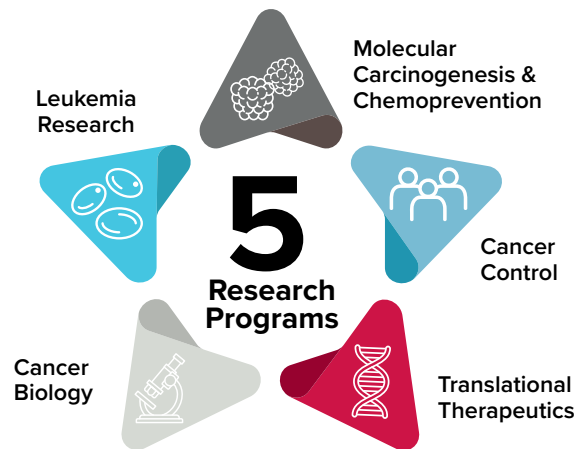 Molecular
Carcinogenesis &
Chemoprevention
Leukemia
Research
5
Research
Programs
Cancer
Control
Cancer
Biology
Translational
Therapeutics